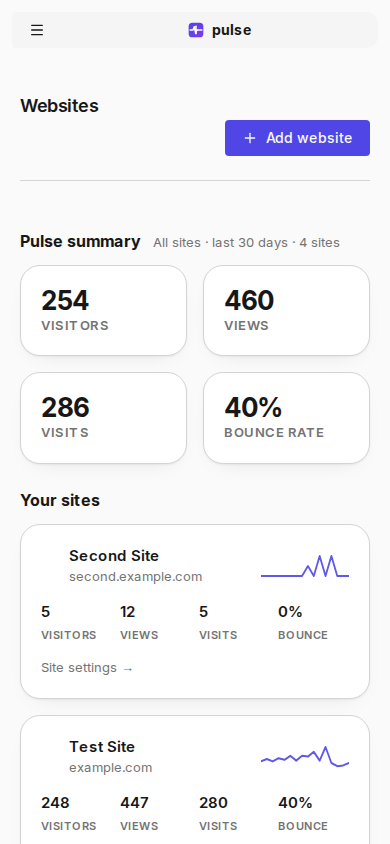 pulse
Websites
Add website
Pulse summary All sites · last 30 days · 4 sites
254 460
VISITORS VIEWS
286 40%
VISITS BOUNCE RATE
Your sites
Second Site
second.example.com
5 12 5 0%
VISITORS VIEWS VISITS BOUNCE
Site settings →
Test Site
example.com
248 447 280 40%
VISITORS VIEWS VISITS BOUNCE